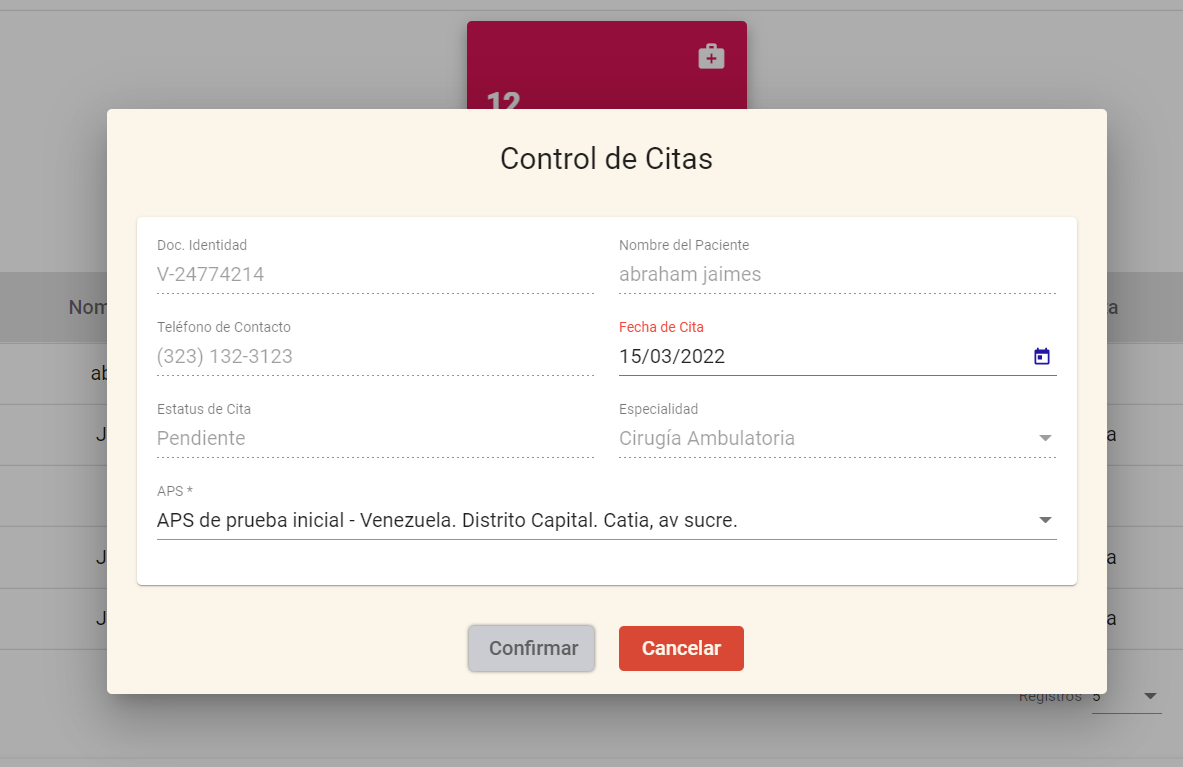 12
Control de Citas
Doc. Identidad
V-24774214
Nombre del Paciente
abraham jaimes
Teléfono de Contacto
(323) 132-3123
Fecha de Cita
15/03/2022
Estatus de Cita
Pendiente
Especialidad
Cirugía Ambulatoria
APS *
APS de prueba inicial - Venezuela. Distrito Capital. Catia, av sucre.
Confirmar
Cancelar
Nom
a
ab
J
a
J
a
J
a
Registros 5